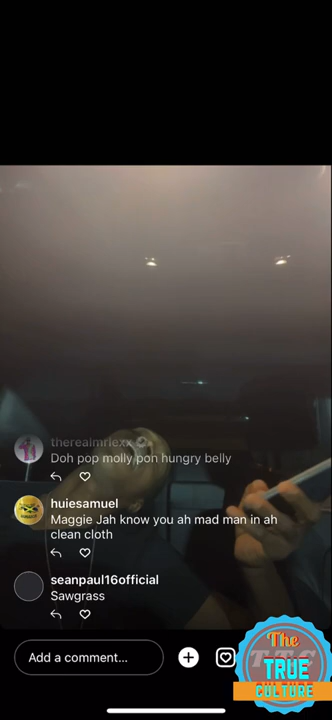 therealmrlexx
Doh pop molly pon hungry belly
huiesamuel
Maggie Jah know you ah mad man in ah
clean cloth
seanpaul16official
Sawgrass
Add a comment...
The
TRUE
CULTURE